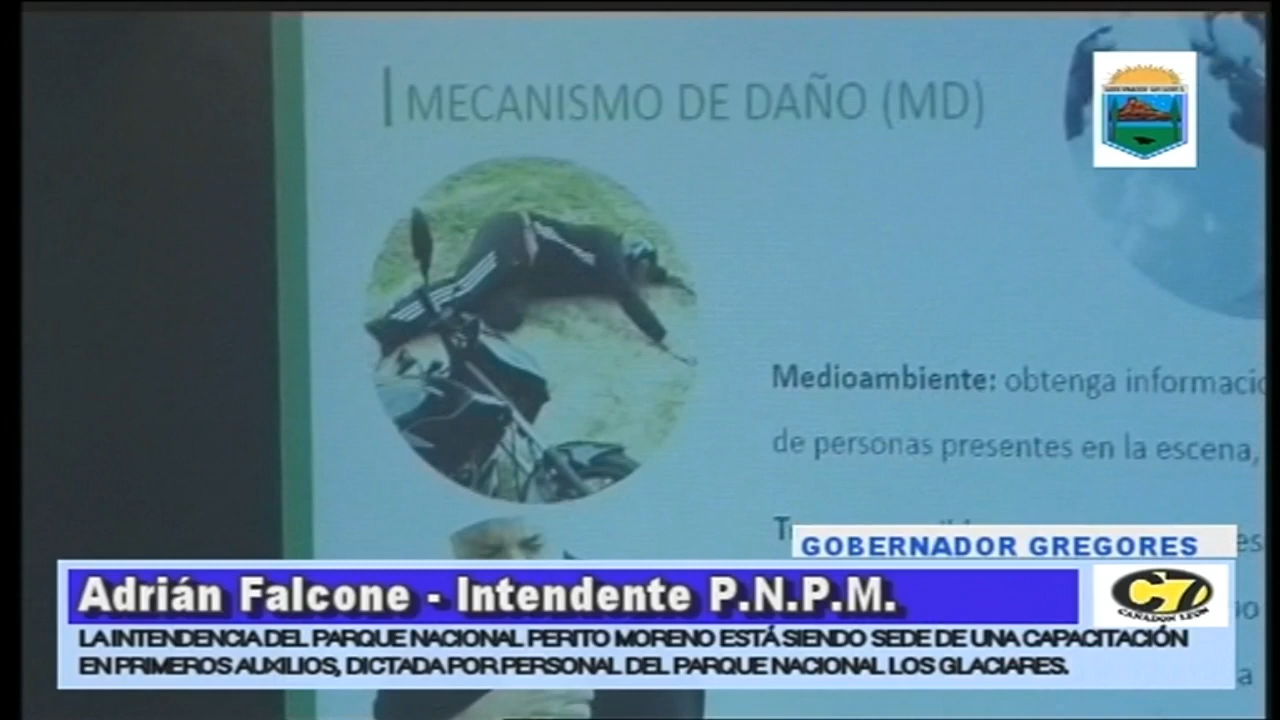 MECANISMO DE DAÑO (MD)
Medioambiente: obtenga
de personas presentes en la escena,
GOBERNADOR GREGORES
Adrián Falcone - Intendente P.N.P.M.
C7
CAÑADON LEON
LA INTENDENCIA DEL PARQUE NACIONAL PERITO MORENO ESTÁ SIENDO SEDE DE UNA CAPACITACIÓN
EN PRIMEROS AUXILIOS, DICTADA POR PERSONAL DEL PARQUE NACIONAL LOS GLACIARES.